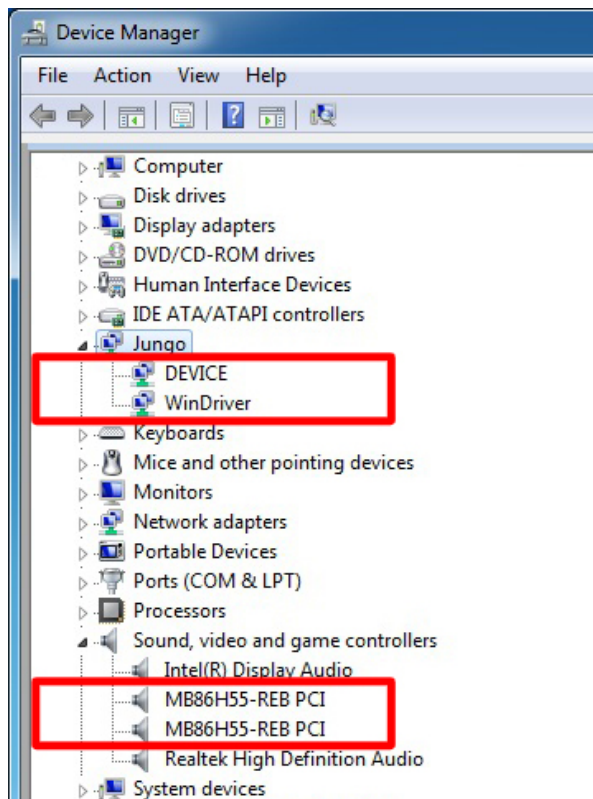 Device Manager
File Action View Help
Computer
Disk drives
Display adapters
DVD/CD-ROM drives
Human Interface Devices
IDE ATA/ATAPI controllers
Jungo
DEVICE
WinDriver
Keyboards
Mice and other pointing devices
Monitors
Network adapters
Portable Devices
Ports (COM & LPT)
Processors
Sound, video and game controllers
Intel(R) Display Audio
MB86H55-REB PCI
MB86H55-REB PCI
Realtek High Definition Audio
System devices